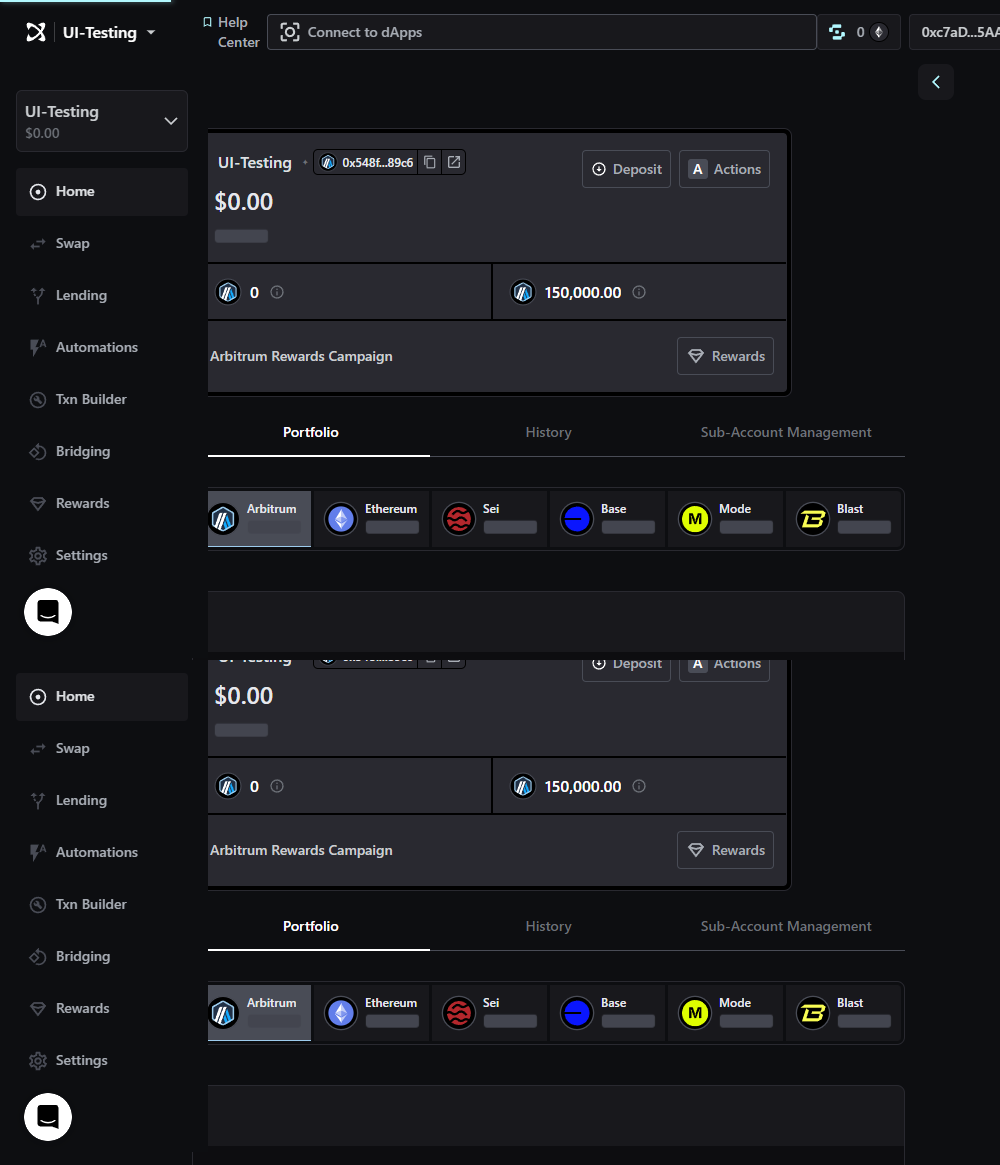 UI-Testing
Help
Center
Connect to dApps
0
0xc7aD...5AA
UI-Testing
$0.00
Home
Swap
Lending
Automations
Txn Builder
Bridging
Rewards
Settings
UI-Testing
0x548f...89c6
Deposit
A Actions
$0.00
0
150,000.00
Arbitrum Rewards Campaign
Rewards
Portfolio
History
Sub-Account Management
Arbitrum
Ethereum
Sei
Base
M
Mode
Blast
Home
Swap
Lending
Automations
Txn Builder
Bridging
Rewards
Settings
UI-Testing
Deposit
A Actions
$0.00
0
150,000.00
Arbitrum Rewards Campaign
Rewards
Portfolio
History
Sub-Account Management
Arbitrum
Ethereum
Sei
Base
M
Mode
Blast